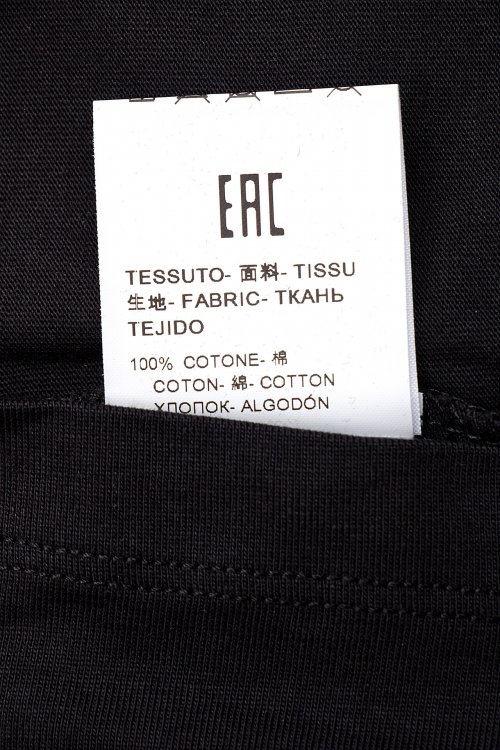 EAC
TESSUTO- 面料- TISSU
生地- FABRIC- ТКАНЬ
TEJIDO
100% COTONE- 棉
COTON- 綿- COTTON
ХЛОПОК- ALGODÓN